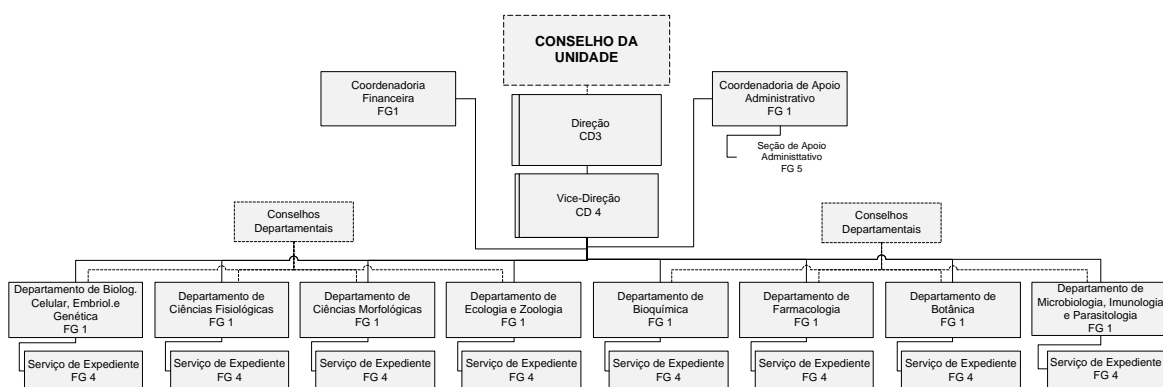 CONSELHO DA
UNIDADE
Coordenadoria
Financeira
FG1
Coordenadoria de Apoio
Administrativo
FG 1
Direção
CD3
Seção de Apoio
Administtativo
FG 5
Vice-Direção
CD 4
Conselhos
Departamentais
Conselhos
Departamentais
Departamento de Biolog.
Celular, Embriol.e
Genética
FG 1
Departamento de
Ciências Fisiológicas
FG 1
Departamento de
Ciências Morfológicas
FG 1
Departamento de
Ecologia e Zoologia
FG 1
Departamento de
Bioquímica
FG 1
Departamento de
Farmacologia
FG 1
Departamento de
Botânica
FG 1
Departamento de
Microbiologia, Imunologia
e Parasitologia
FG 1
Serviço de Expediente
FG 4
Serviço de Expediente
FG 4
Serviço de Expediente
FG 4
Serviço de Expediente
FG 4
Serviço de Expediente
FG 4
Serviço de Expediente
FG 4
Serviço de Expediente
FG 4
Serviço de Expediente
FG 4